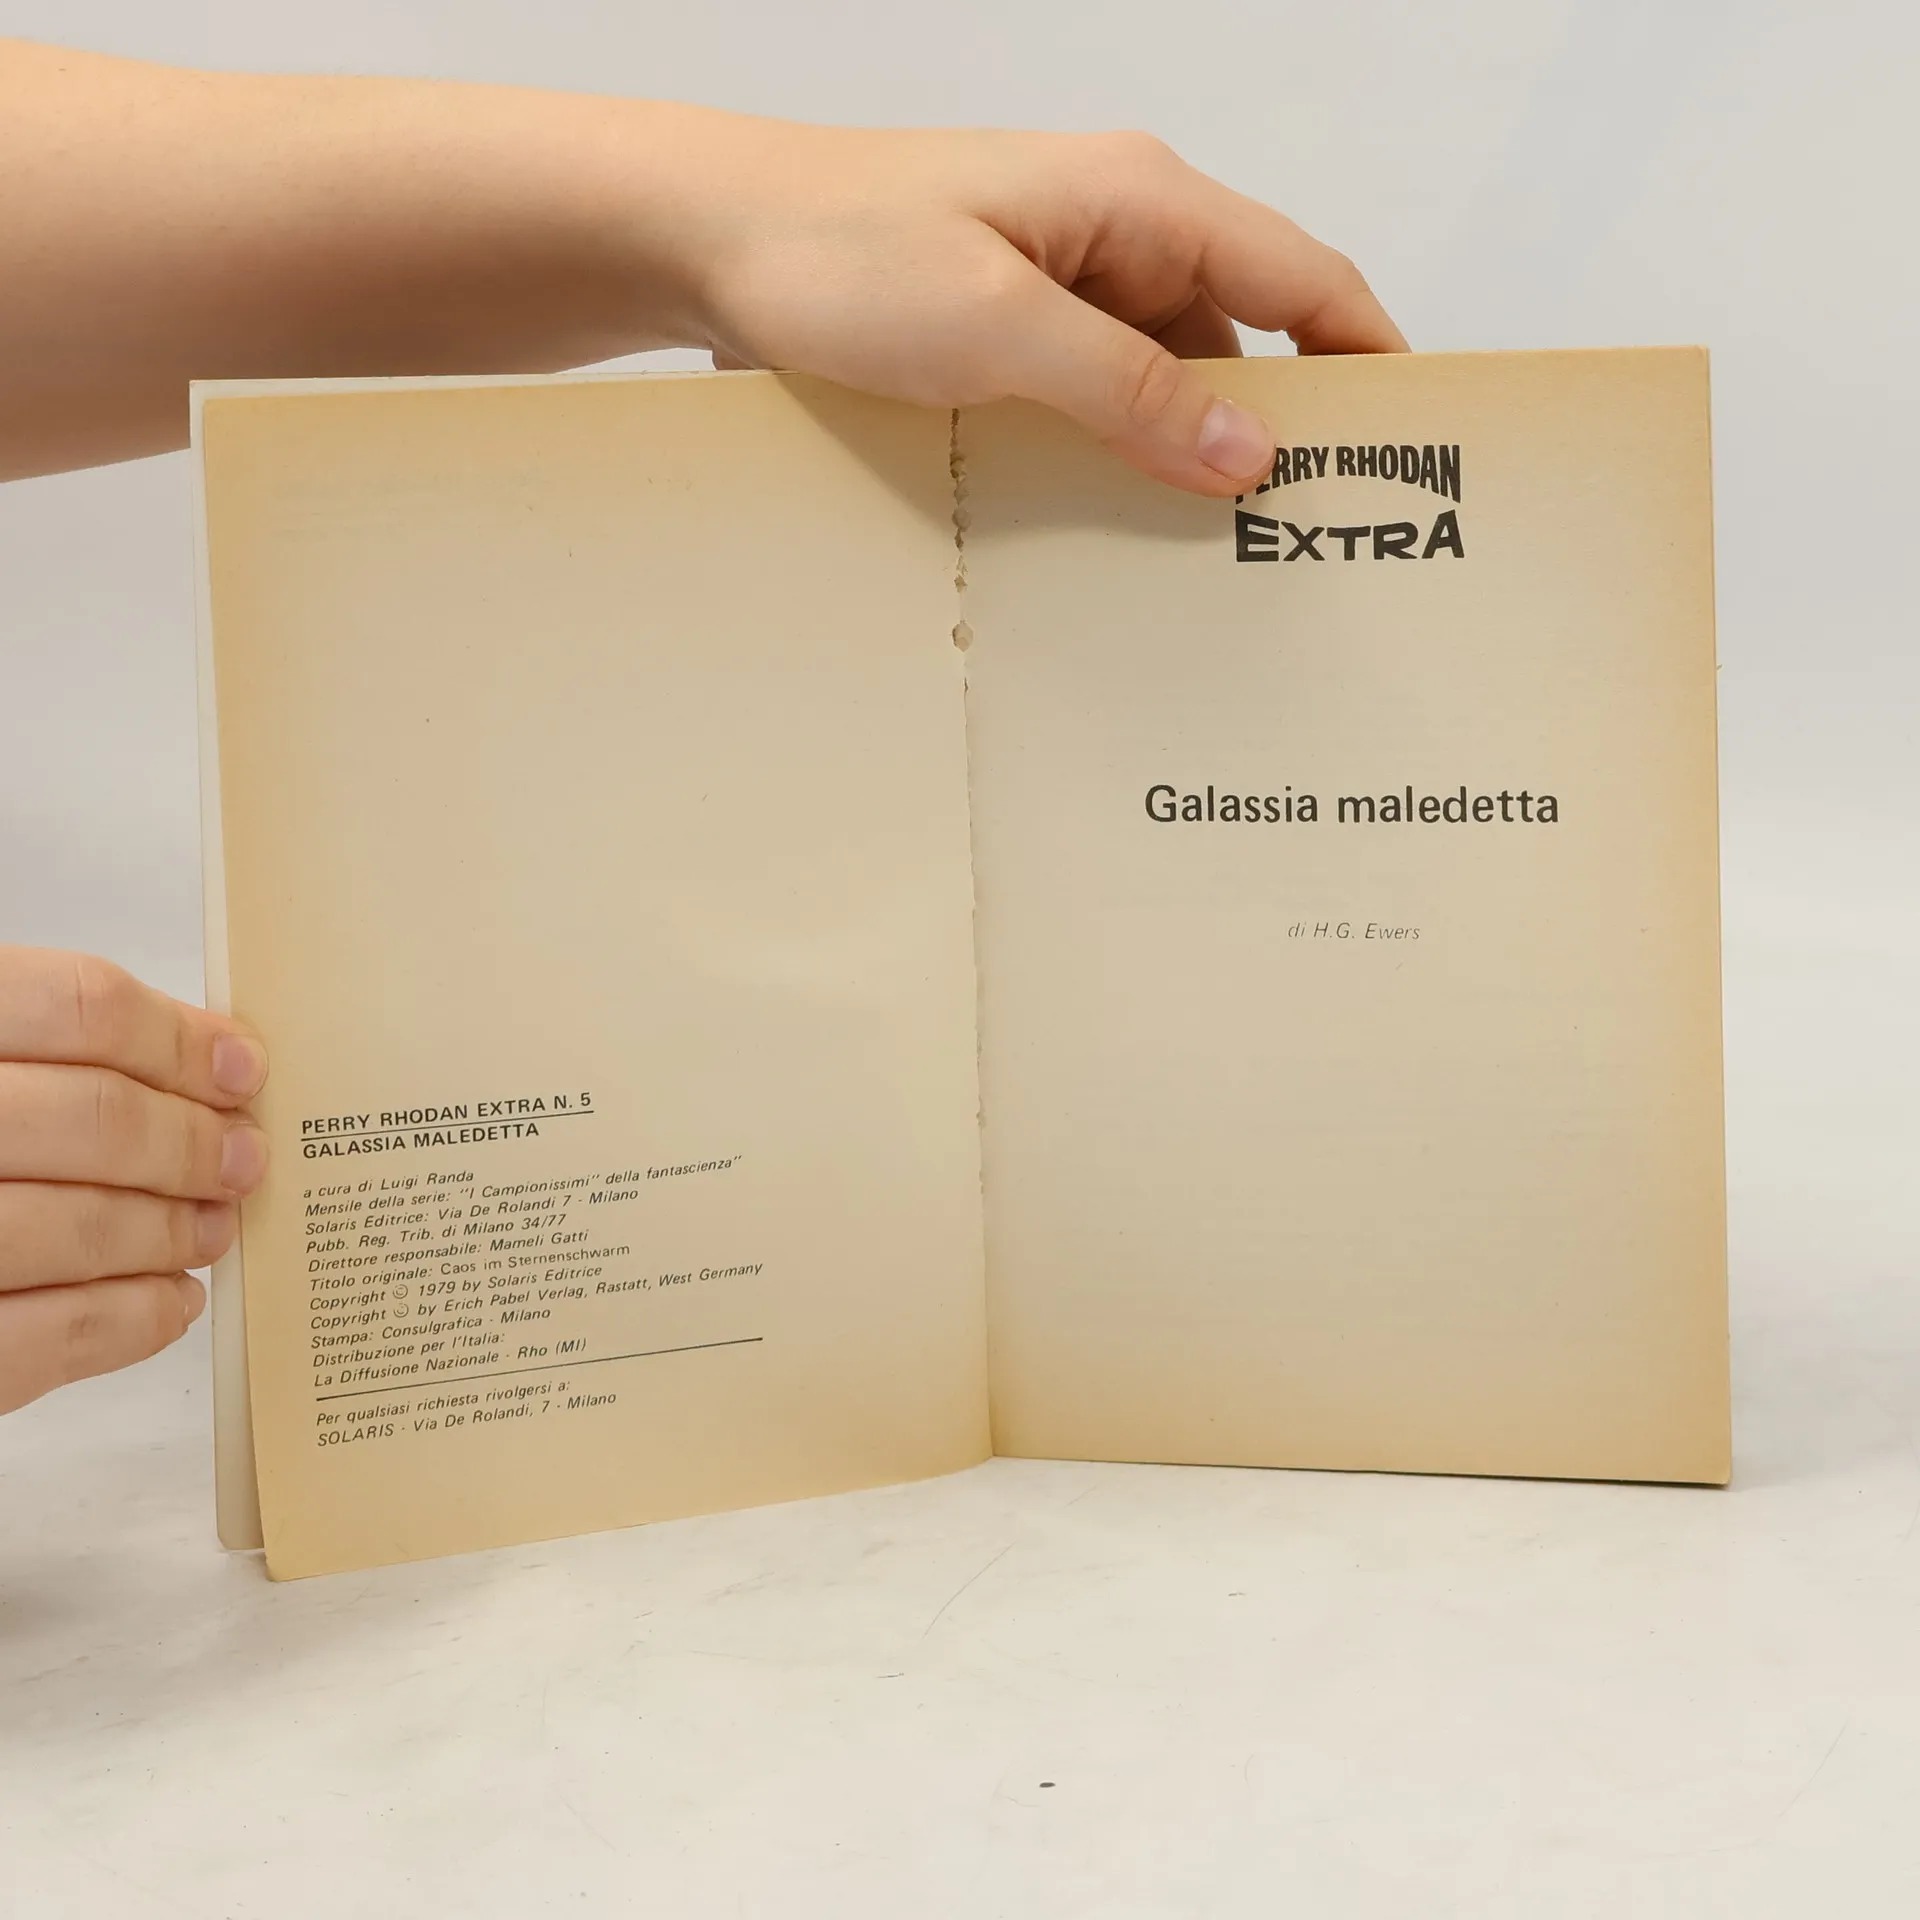 PERRY RHODAN EXTRA N. 5
GALASSIA MALEDETTA
a cura di Luigi Randa
Mensile della serie: "I Campionissimi" della fantascienza"
Solaris Editrice: Via De Rolandi 7 - Milano
Pubb. Reg. Trib. di Milano 34/77
Direttore responsabile: Mameli Gatti
Titolo originale: Caos im Sternenschwarm
Copyright © 1979 by Solaris Editrice
Copyright © by Erich Pabel Verlag, Rastatt, West Germany
Stampa: Consulgrafica - Milano
Distribuzione per l'Italia:
La Diffusione Nazionale - Rho (MI)
Per qualsiasi richiesta rivolgersi a:
SOLARIS - Via De Rolandi, 7 - Milano
RHODAN
EXTRA
Galassia maledetta
di H.G. Ewers